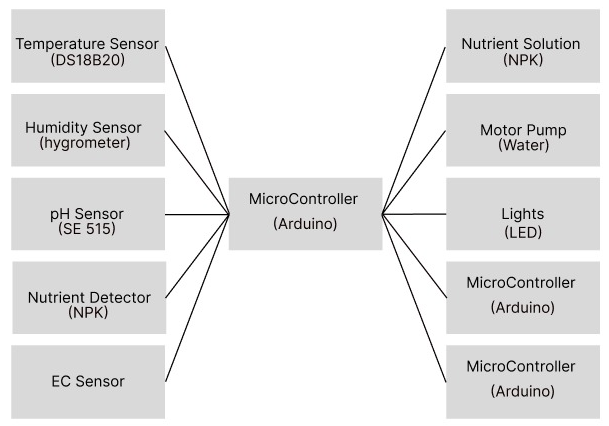 Temperature Sensor
(DS18B20)
Humidity Sensor
(hygrometer)
pH Sensor
(SE 515)
Nutrient Detector
(NPK)
EC Sensor
MicroController
(Arduino)
Nutrient Solution
(NPK)
Motor Pump
(Water)
Lights
(LED)
MicroController
(Arduino)
MicroController
(Arduino)